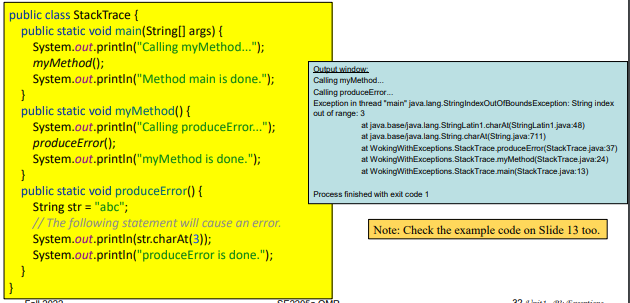 public class StackTrace {
public static void main(String[] args) {
System.out.println("Calling myMethod...");
myMethod();
System.out.println("Method main is done.");
}
public static void myMethod() {
System.out.println("Calling produceError...");
produceError();
System.out.println("myMethod is done.");
}
public static void produceError() {
String str = "abc";
// The following statement will cause an error.
System.out.println(str.charAt(3));
System.out.println("produceError is done.");
}
}
Output window:
Calling myMethod...
Calling produceError...
Exception in thread "main" java.lang.StringIndexOutOfBoundsException: String index
out of range: 3
at java.base/java.lang.StringLatin1.charAt(StringLatin1.java:48)
at java.base/java.lang.String.charAt(String.java:711)
at WokingWithExceptions.StackTrace.produceError(StackTrace.java:37)
at WokingWithExceptions.StackTrace.myMethod(StackTrace.java:24)
at WokingWithExceptions.StackTrace.main(StackTrace.java:13)
Process finished with exit code 1
Note: Check the example code on Slide 13 too.